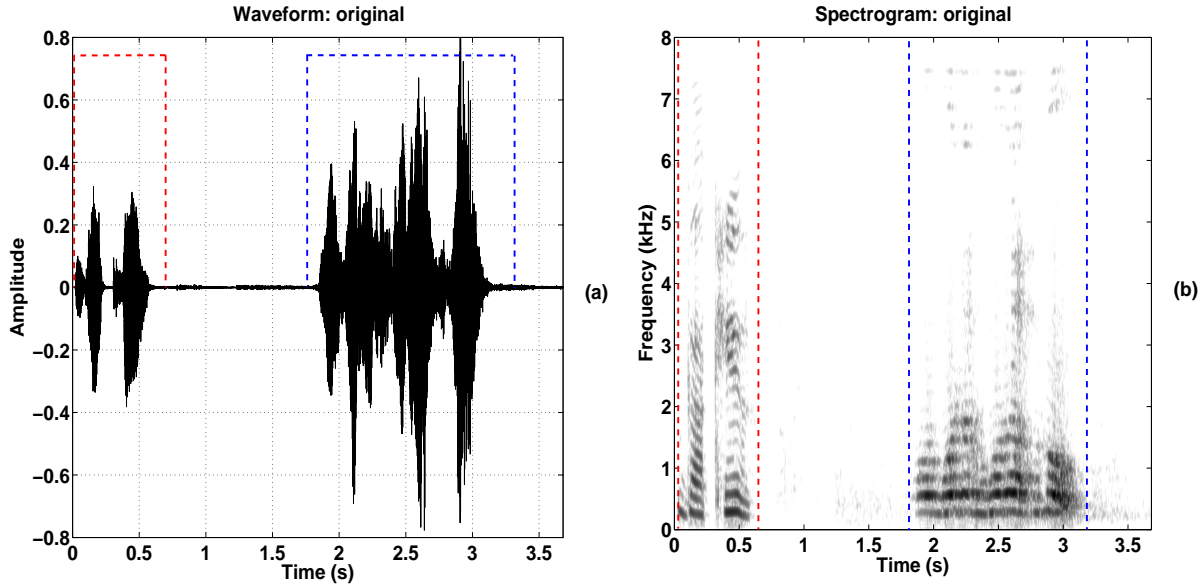 Waveform: original
0.8
0.6
0.4
0.2
0
−0.2
−0.4
−0.6
−0.8
Amplitude
0 0.5 1 1.5 2 2.5 3 3.5
Time (s)
(a)
Spectrogram: original
8
7
6
5
4
3
2
1
0
Frequency (kHz)
0 0.5 1 1.5 2 2.5 3 3.5
Time (s)
(b)